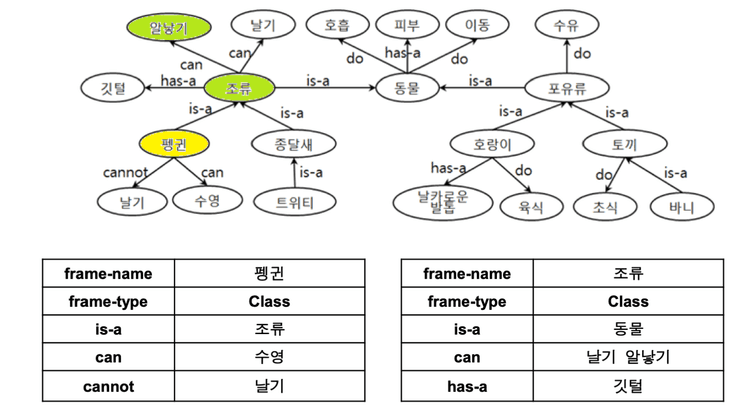 알낳기 날기 호흡 피부 이동 수유
can can do has-a do do
깃털 has-a 조류 is-a 동물 is-a 포유류
is-a is-a is-a is-a
펭귄 종달새 호랑이 토끼
cannot can is-a has-a do do is-a
날기 수영 트위티 날카로운 육식 초식 바니
발톱
frame-name 펭귄
frame-type Class
is-a 조류
can 수영
cannot 날기
frame-name 조류
frame-type Class
is-a 동물
can 날기 알낳기
has-a 깃털